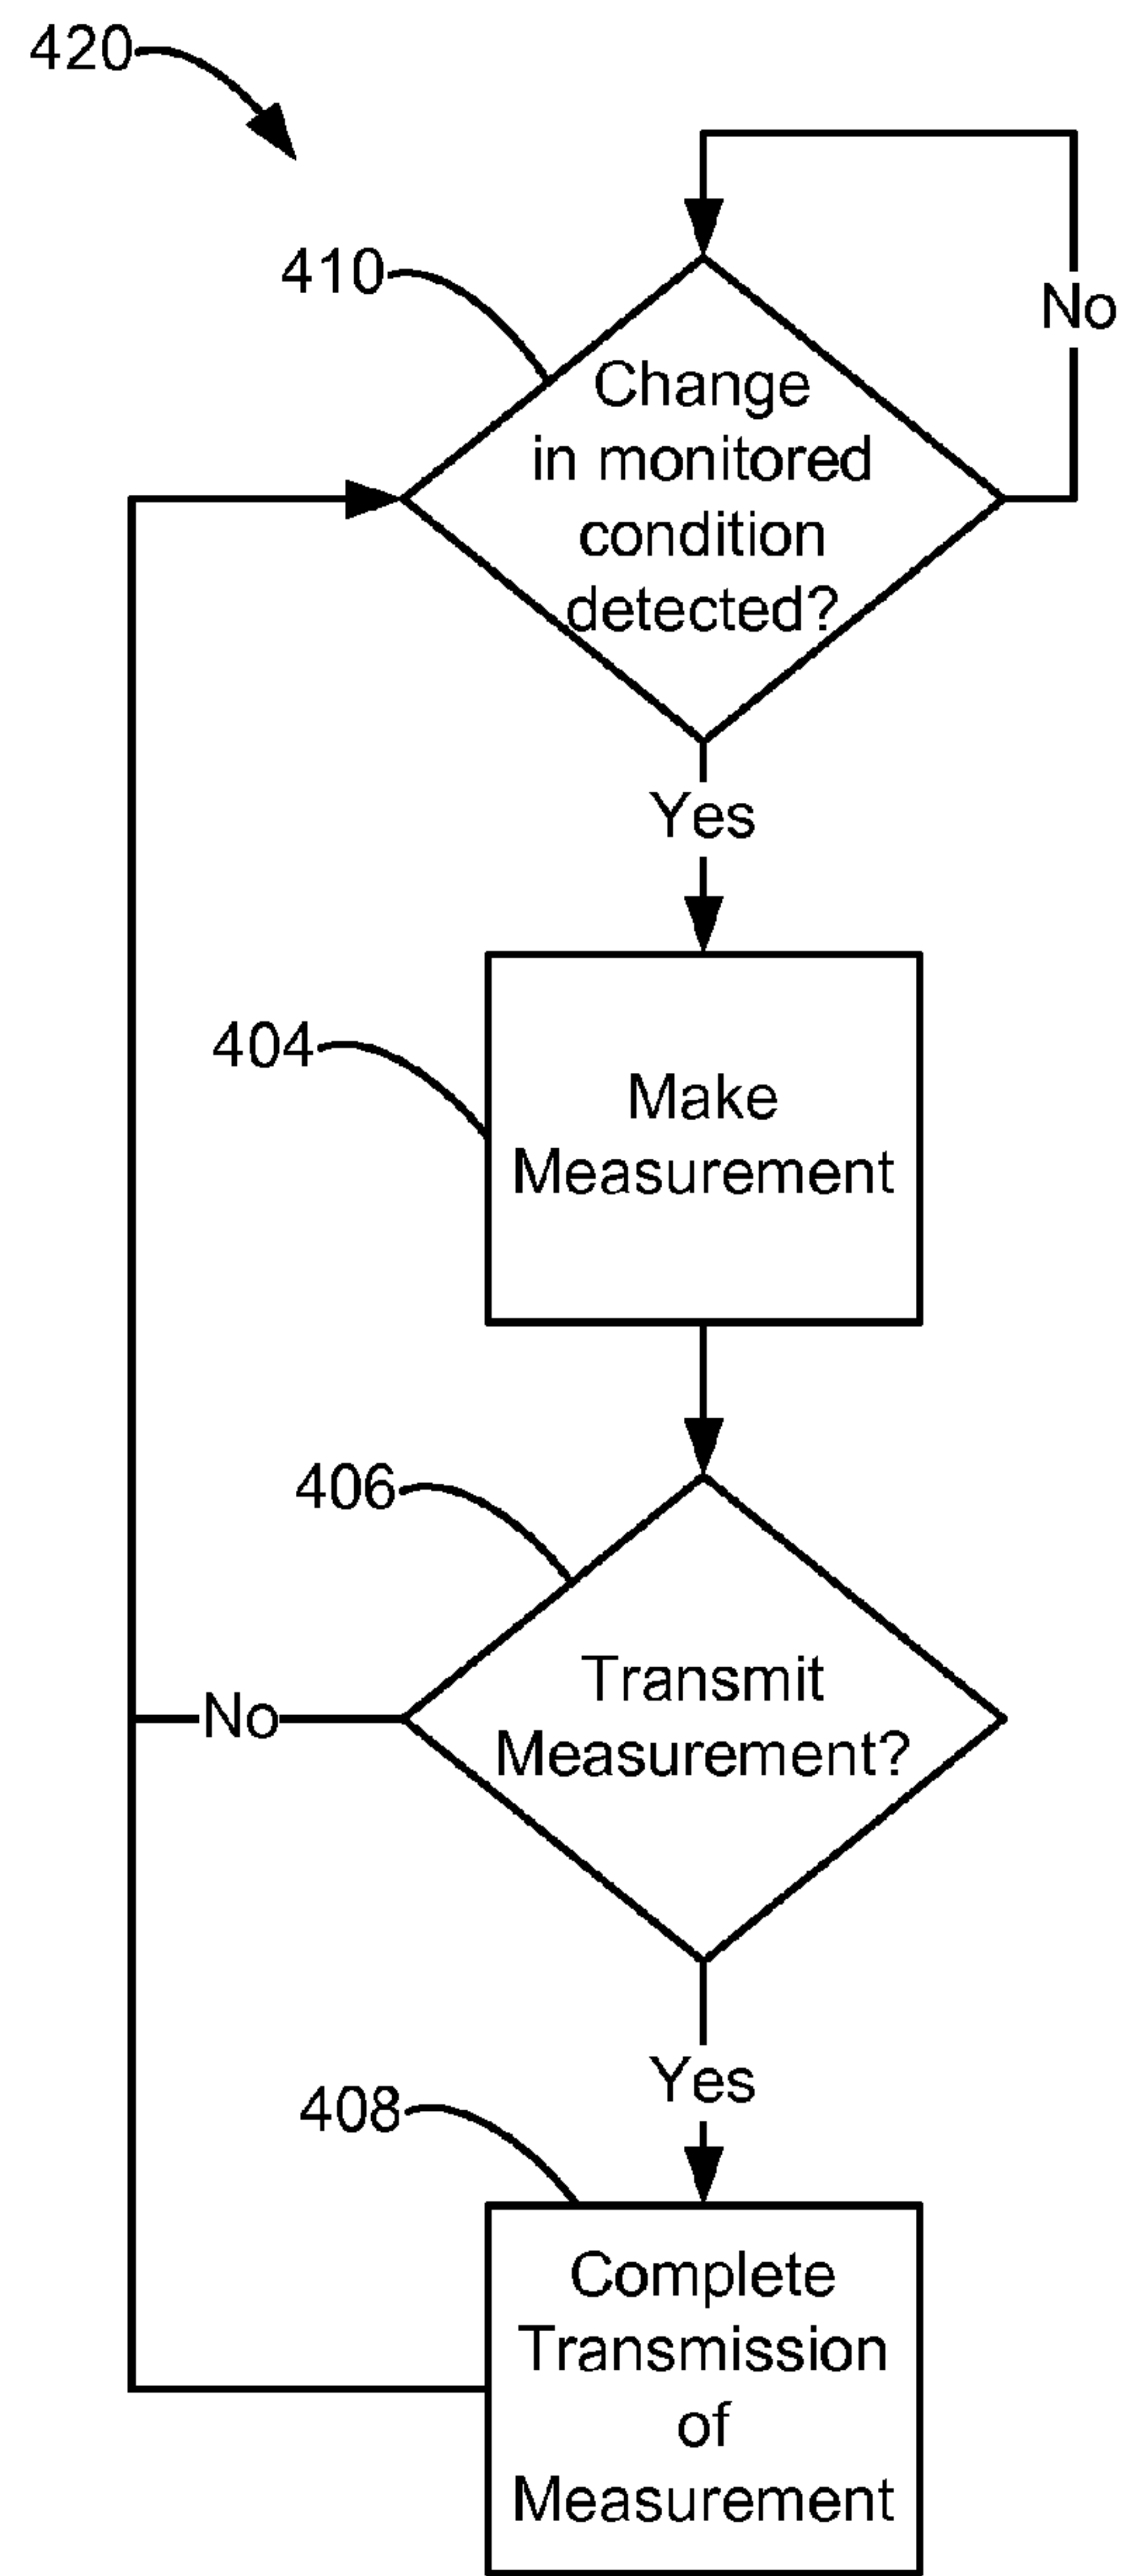 420
410
No
Change
in monitored
condition
detected?
Yes
404
Make
Measurement
406
Transmit
Measurement?
No
Yes
408
Complete
Transmission
of
Measurement